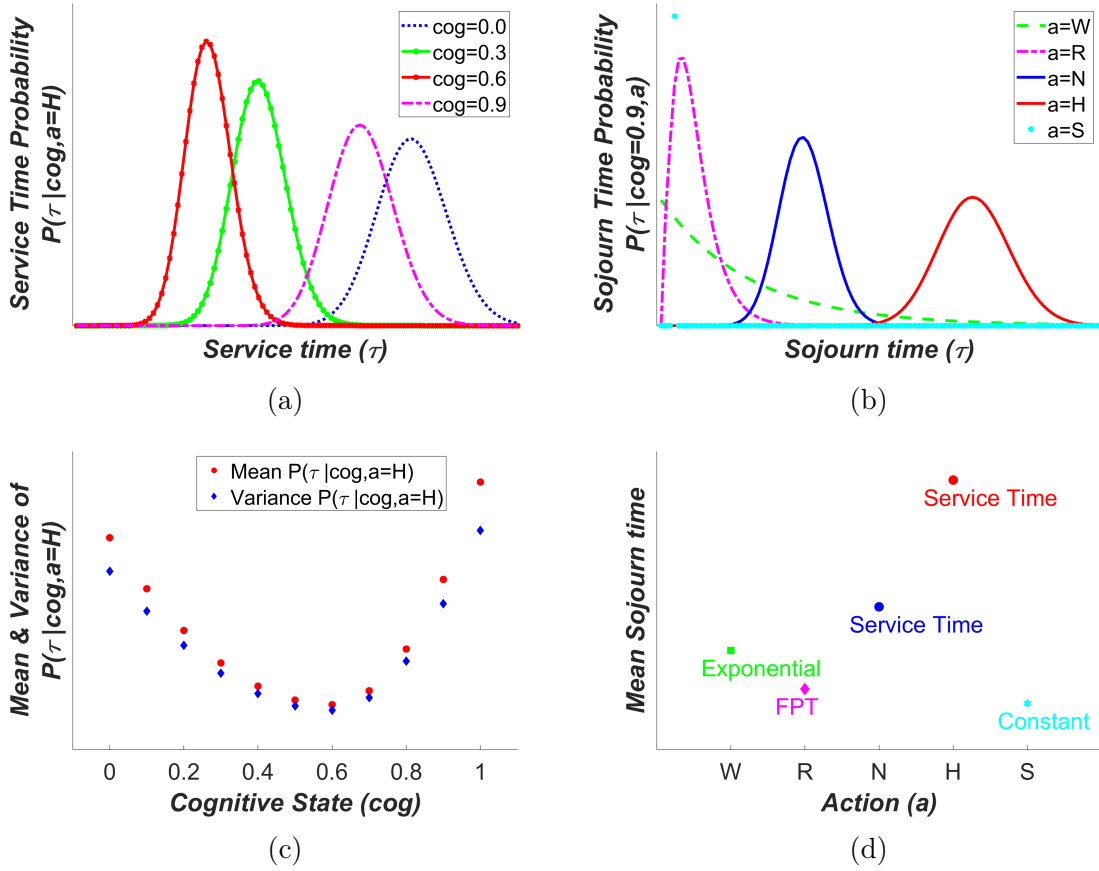 Service Time Probability
P(τ |cog,a=H)
cog=0.0
cog=0.3
cog=0.6
cog=0.9
Service time (τ)
(a)
Sojourn Time Probability
P(τ |cog=0.9,a)
a=W
a=R
a=N
a=H
a=S
Sojourn time (τ)
(b)
Mean & Variance of
P(τ |cog,a=H)
Mean P(τ |cog,a=H)
Variance P(τ |cog,a=H)
0 0.2 0.4 0.6 0.8 1
Cognitive State (cog)
(c)
Mean Sojourn time
Service Time
Service Time
Exponential
FPT
Constant
W R N H S
Action (a)
(d)